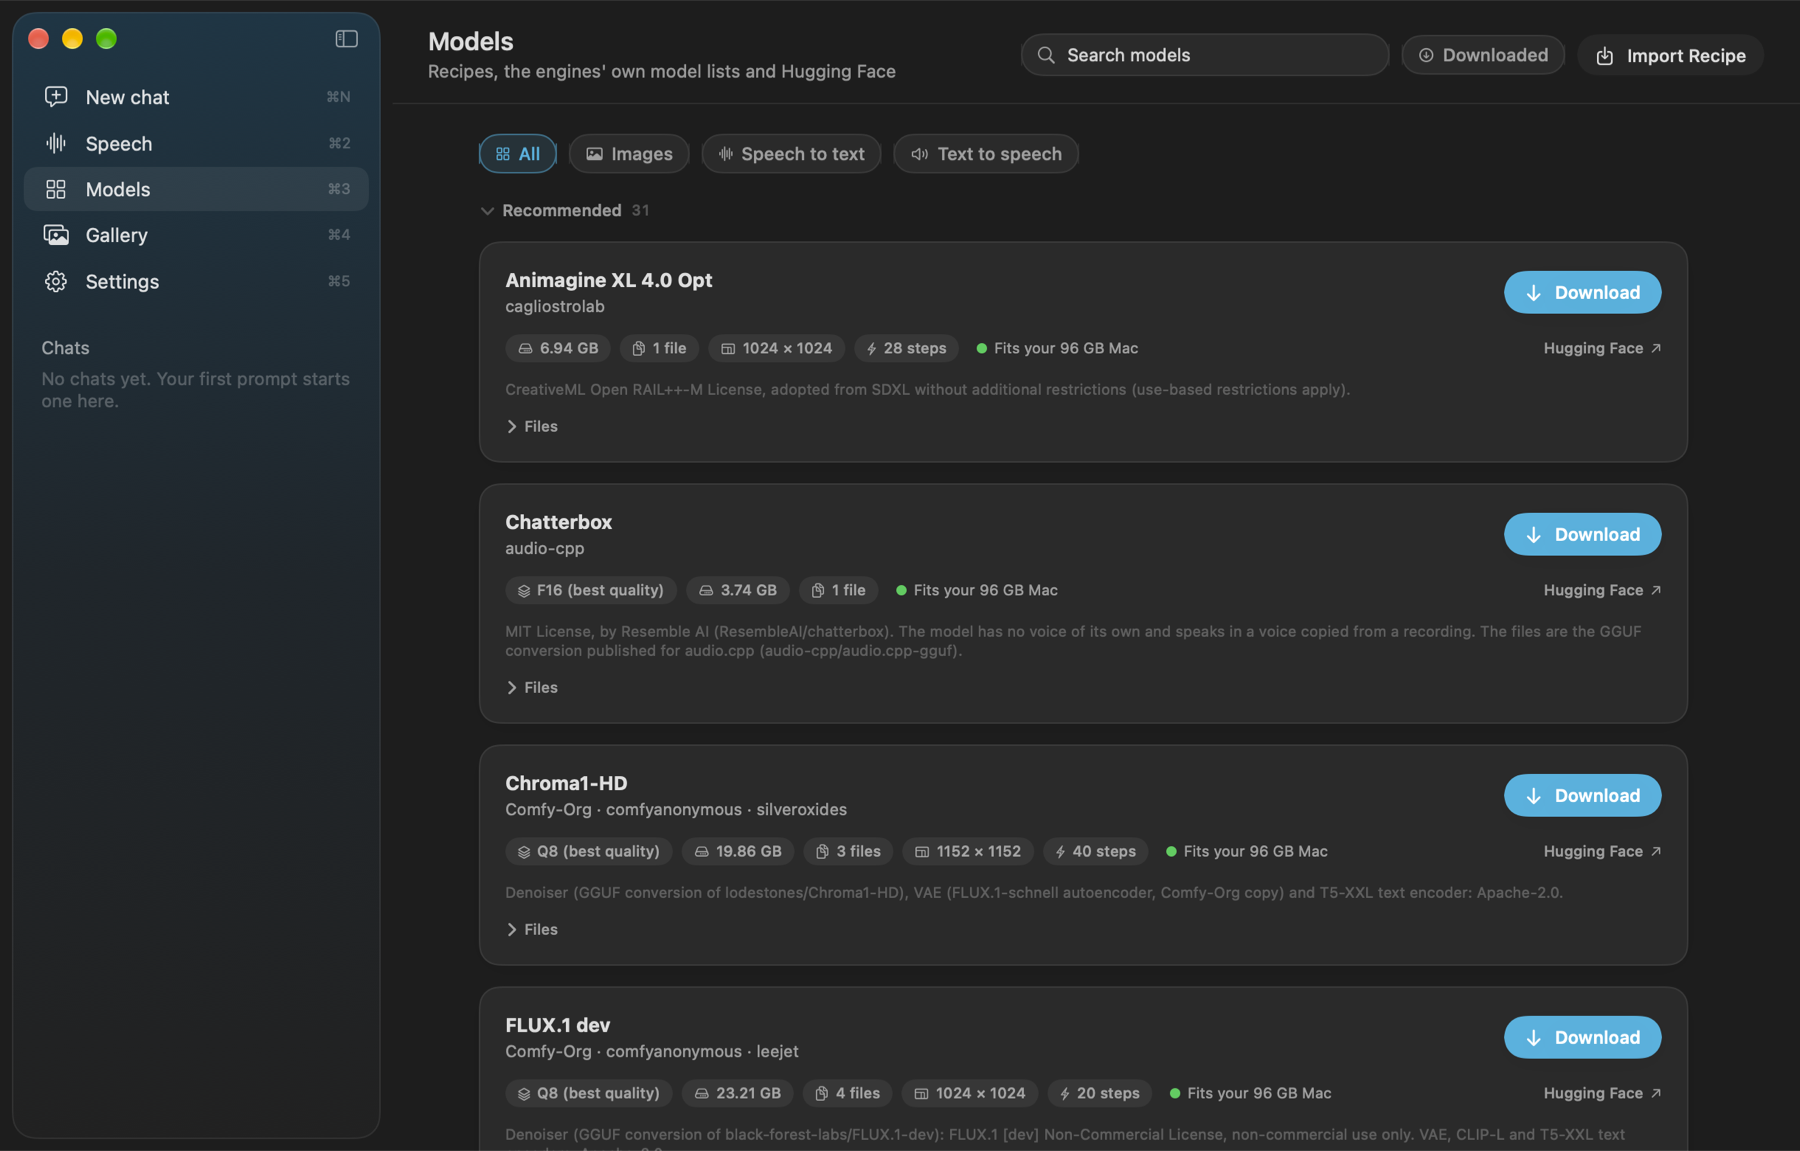 New chat ⌘N
Speech ⌘2
Models ⌘3
Gallery ⌘4
Settings ⌘5
Chats
No chats yet. Your first prompt starts
one here.
Models
Recipes, the engines' own model lists and Hugging Face
Search models
Downloaded
Import Recipe
All
Images
Speech to text
Text to speech
Recommended 31
Animagine XL 4.0 Opt
cagliostrolab
Download
6.94 GB 1 file 1024 × 1024 28 steps Fits your 96 GB Mac
Hugging Face ↗
CreativeML Open RAIL++-M License, adopted from SDXL without additional restrictions (use-based restrictions apply).
Files
Chatterbox
audio-cpp
Download
F16 (best quality) 3.74 GB 1 file Fits your 96 GB Mac
Hugging Face ↗
MIT License, by Resemble AI (ResembleAI/chatterbox). The model has no voice of its own and speaks in a voice copied from a recording. The files are the GGUF
conversion published for audio.cpp (audio-cpp/audio.cpp-gguf).
Files
Chroma1-HD
Comfy-Org · comfyanonymous · silveroxides
Download
Q8 (best quality) 19.86 GB 3 files 1152 × 1152 40 steps Fits your 96 GB Mac
Hugging Face ↗
Denoiser (GGUF conversion of lodestones/Chroma1-HD), VAE (FLUX.1-schnell autoencoder, Comfy-Org copy) and T5-XXL text encoder: Apache-2.0.
Files
FLUX.1 dev
Comfy-Org · comfyanonymous · leejet
Download
Q8 (best quality) 23.21 GB 4 files 1024 × 1024 20 steps Fits your 96 GB Mac
Hugging Face ↗
Denoiser (GGUF conversion of black-forest-labs/FLUX.1-dev): FLUX.1 [dev] Non-Commercial License, non-commercial use only. VAE, CLIP-L and T5-XXL text